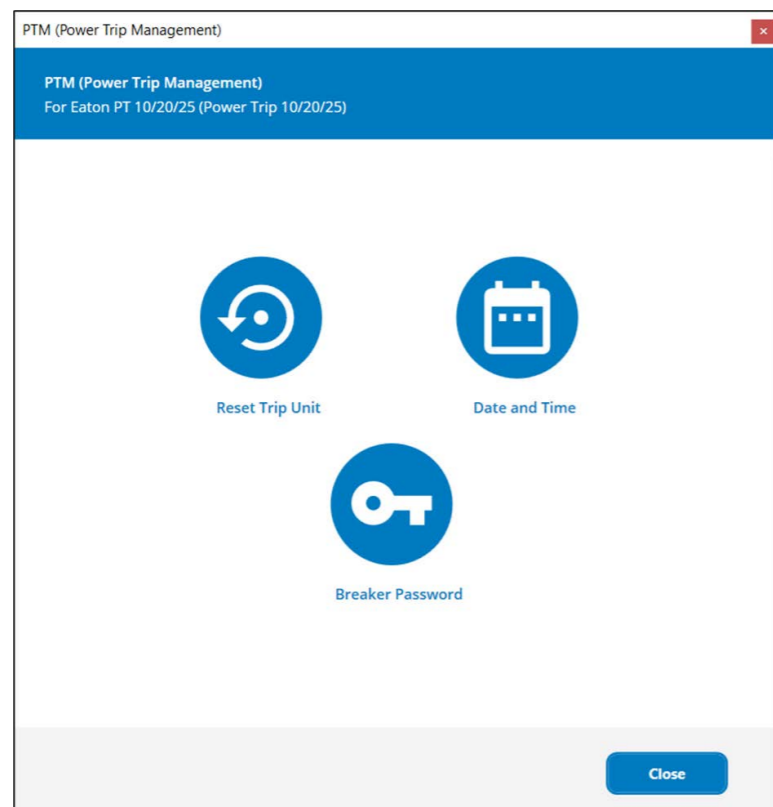 PTM (Power Trip Management)
PTM (Power Trip Management)
For Eaton PT 10/20/25 (Power Trip 10/20/25)
Reset Trip Unit
Date and Time
Breaker Password
Close